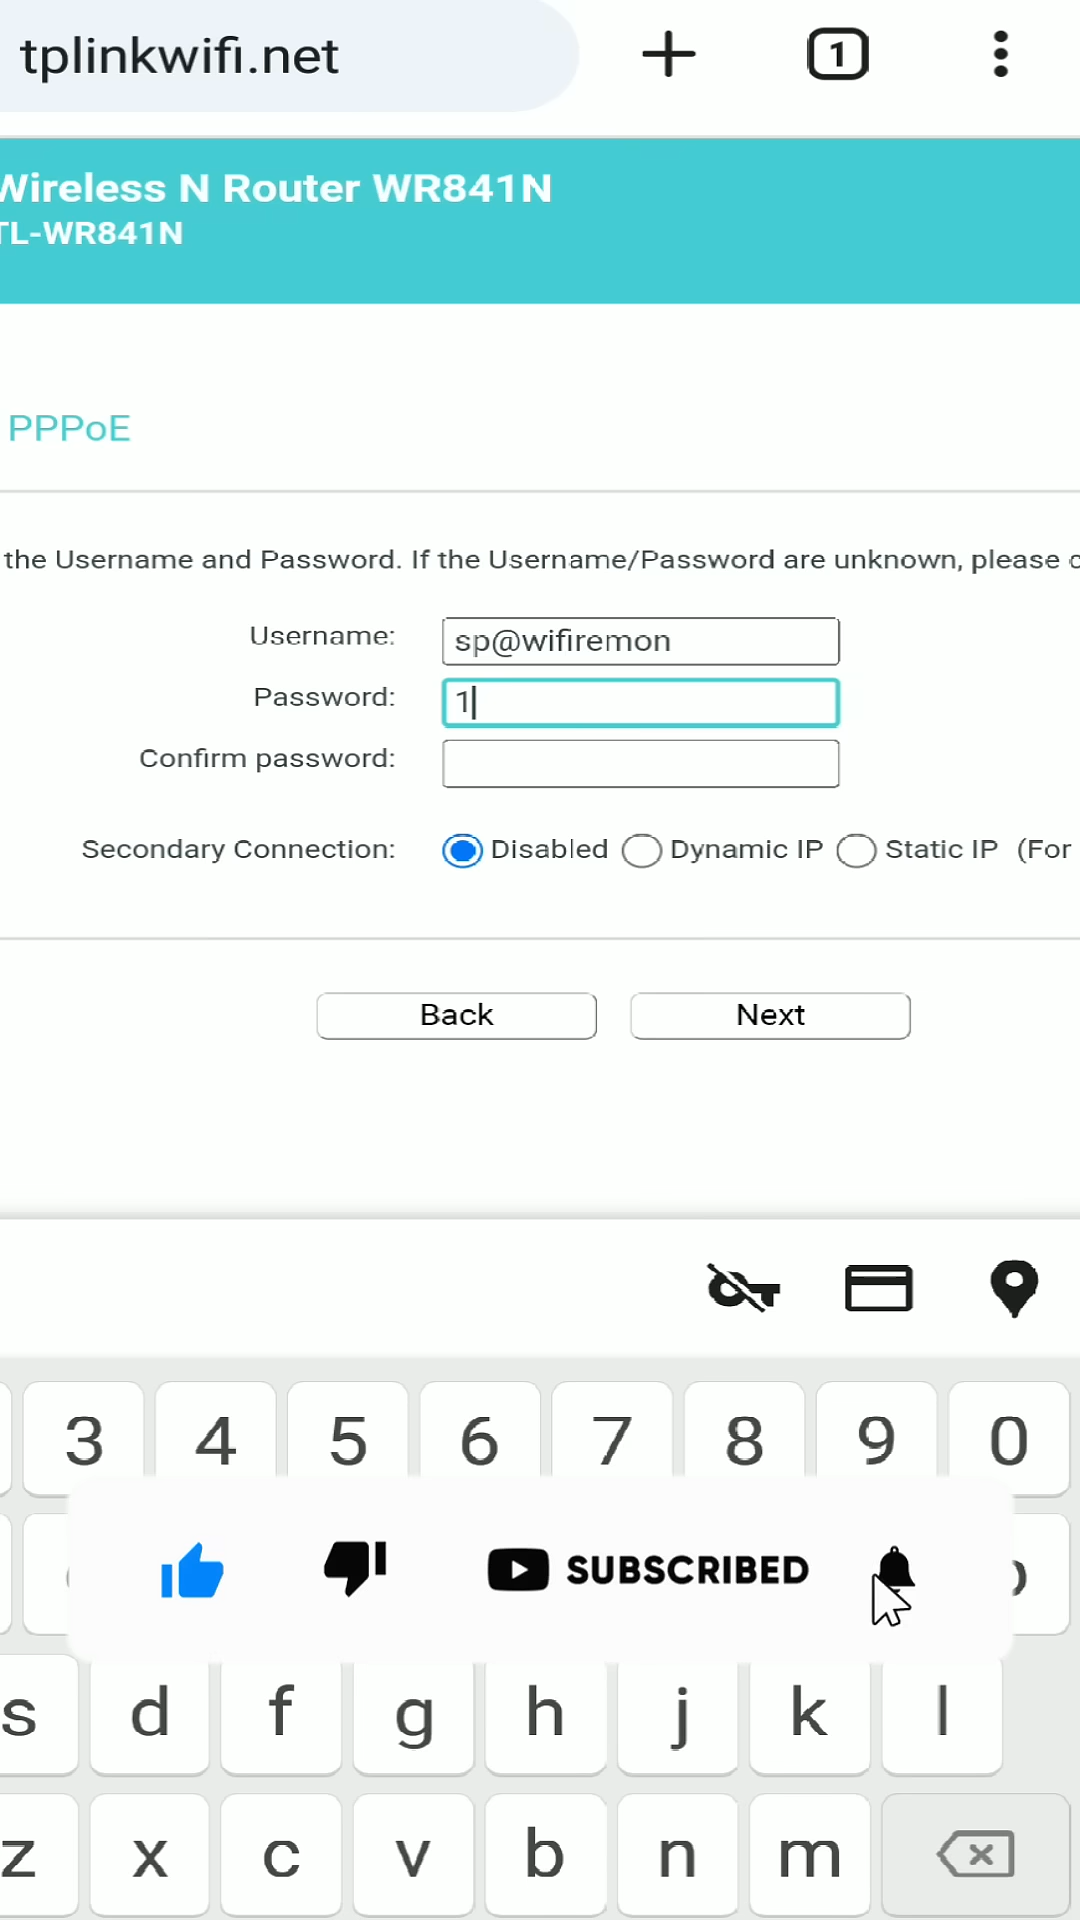 tplinkwifi.net
1
Wireless N Router WR841N
TL-WR841N
PPPoE
the Username and Password. If the Username/Password are unknown, please
Username: sp@wifiremon
Password: 1
Confirm password:
Secondary Connection: Disabled Dynamic IP Static IP (For
Back Next
3 4 5 6 7 8 9 0
SUBSCRIBED
s d f g h j k l
z x c v b n m